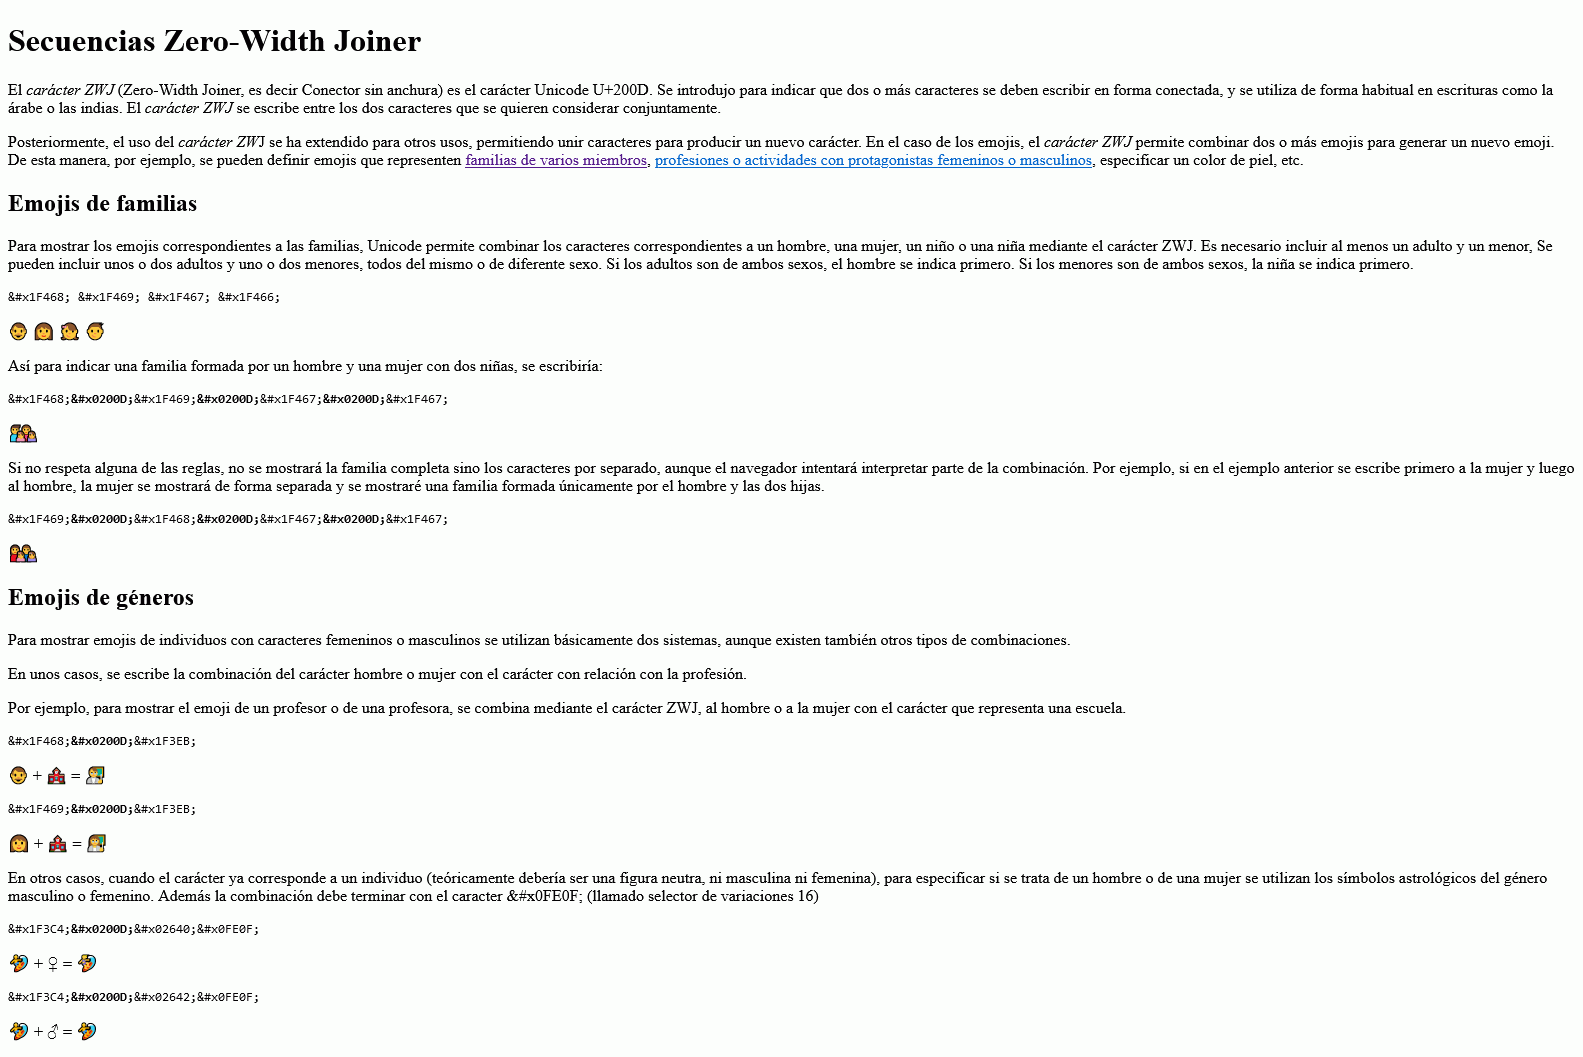 Secuencias Zero-Width Joiner
El carácter ZWJ (Zero-Width Joiner, es decir Conector sin anchura) es el carácter Unicode U+200D. Se introdujo para indicar que dos o más caracteres se deben escribir en forma conectada, y se utiliza de forma habitual en escrituras como la
árabe o las indias. El carácter ZWJ se escribe entre los dos caracteres que se quieren considerar conjuntamente.
Posteriormente, el uso del carácter ZWJ se ha extendido para otros usos, permitiendo unir caracteres para producir un nuevo carácter. En el caso de los emojis, el carácter ZWJ permite combinar dos o más emojis para generar un nuevo emoji.
De esta manera, por ejemplo, se pueden definir emojis que representen familias de varios miembros, profesiones o actividades con protagonistas femeninos o masculinos, especificar un color de piel, etc.
Emojis de familias
Para mostrar los emojis correspondientes a las familias, Unicode permite combinar los caracteres correspondientes a un hombre, una mujer, un niño o una niña mediante el carácter ZWJ. Es necesario incluir al menos un adulto y un menor, Se
pueden incluir unos o dos adultos y uno o dos menores, todos del mismo o de diferente sexo. Si los adultos son de ambos sexos, el hombre se indica primero. Si los menores son de ambos sexos, la niña se indica primero.
&#x1F468; &#x1F469; &#x1F467; &#x1F466;
👨 👩 👧 👦
Así para indicar una familia formada por un hombre y una mujer con dos niñas, se escribiría:
&#x1F468;&#x0200D;&#x1F469;&#x0200D;&#x1F467;&#x0200D;&#x1F467;
👨‍👩‍👧‍👧
Si no respeta alguna de las reglas, no se mostrará la familia completa sino los caracteres por separado, aunque el navegador intentará interpretar parte de la combinación. Por ejemplo, si en el ejemplo anterior se escribe primero a la mujer y luego
al hombre, la mujer se mostrará de forma separada y se mostraré una familia formada únicamente por el hombre y las dos hijas.
&#x1F469;&#x0200D;&#x1F468;&#x0200D;&#x1F467;&#x0200D;&#x1F467;
👩‍👨‍👧‍👧
Emojis de géneros
Para mostrar emojis de individuos con caracteres femeninos o masculinos se utilizan básicamente dos sistemas, aunque existen también otros tipos de combinaciones.
En unos casos, se escribe la combinación del carácter hombre o mujer con el carácter con relación con la profesión.
Por ejemplo, para mostrar el emoji de un profesor o de una profesora, se combina mediante el carácter ZWJ, al hombre o a la mujer con el carácter que representa una escuela.
&#x1F468;&#x0200D;&#x1F3EB;
👨 + 🏫 = 👨‍🏫
&#x1F469;&#x0200D;&#x1F3EB;
👩 + 🏫 = 👩‍🏫
En otros casos, cuando el carácter ya corresponde a un individuo (teóricamente debería ser una figura neutra, ni masculina ni femenina), para especificar si se trata de un hombre o de una mujer se utilizan los símbolos astrológicos del género
masculino o femenino. Además la combinación debe terminar con el caracter &#x0FE0F; (llamado selector de variaciones 16)
&#x1F3C4;&#x0200D;&#x02640;&#x0FE0F;
🏄 + ♀ = 🏄‍♀️
&#x1F3C4;&#x0200D;&#x02642;&#x0FE0F;
🏄 + ♂ = 🏄‍♂️